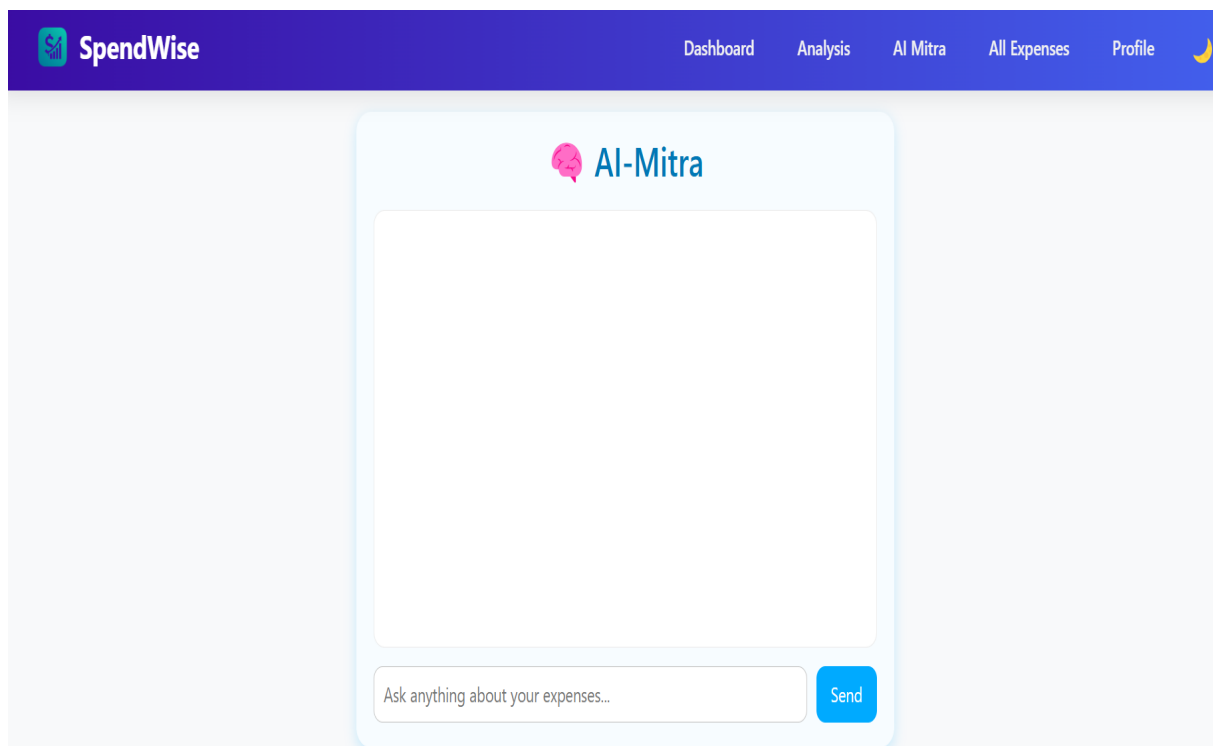 SpendWise Dashboard Analysis AI Mitra All Expenses Profile
AI-Mitra
Ask anything about your expenses...
Send